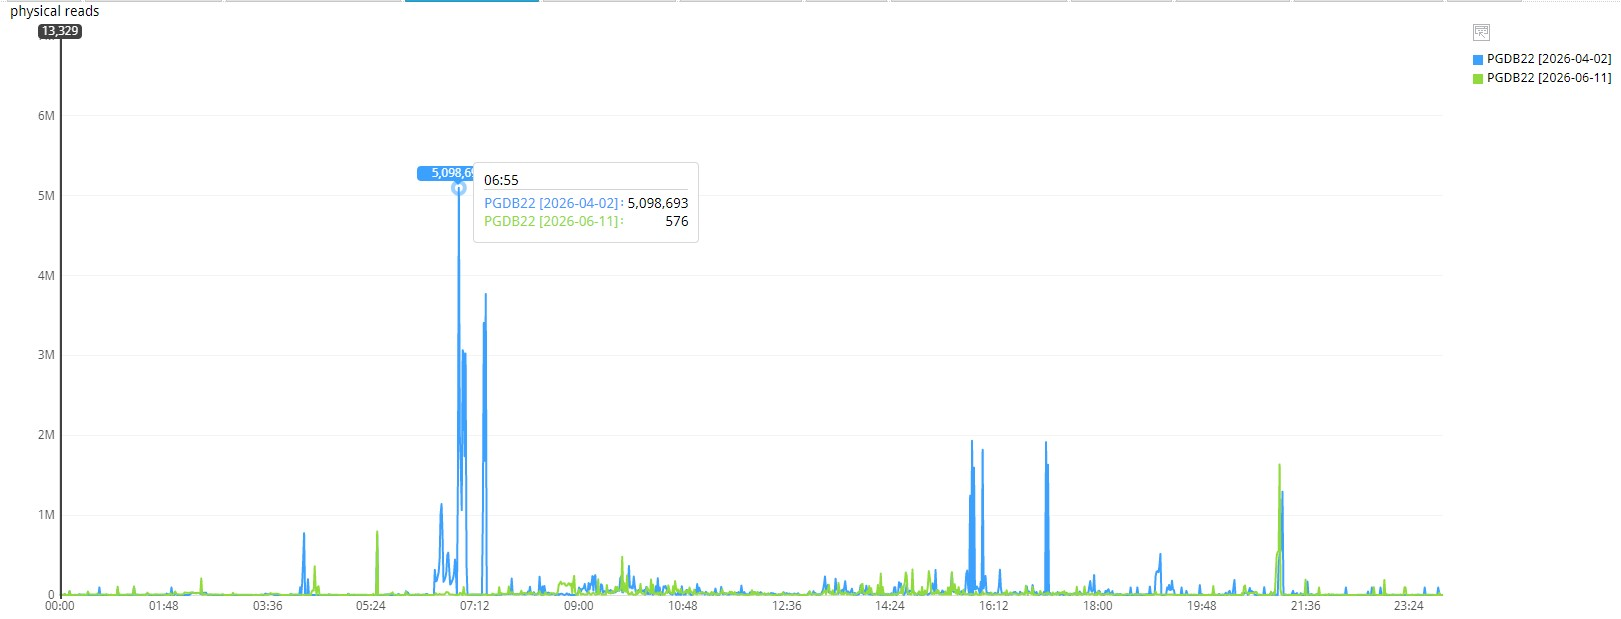 physical reads
13,329
PGDB22 [2026-04-02]
PGDB22 [2026-06-11]
6M
5M
4M
3M
2M
1M
0
5,098,69
06:55
PGDB22 [2026-04-02]: 5,098,693
PGDB22 [2026-06-11]: 576
00:00 01:48 03:36 05:24 07:12 09:00 10:48 12:36 14:24 16:12 18:00 19:48 21:36 23:24